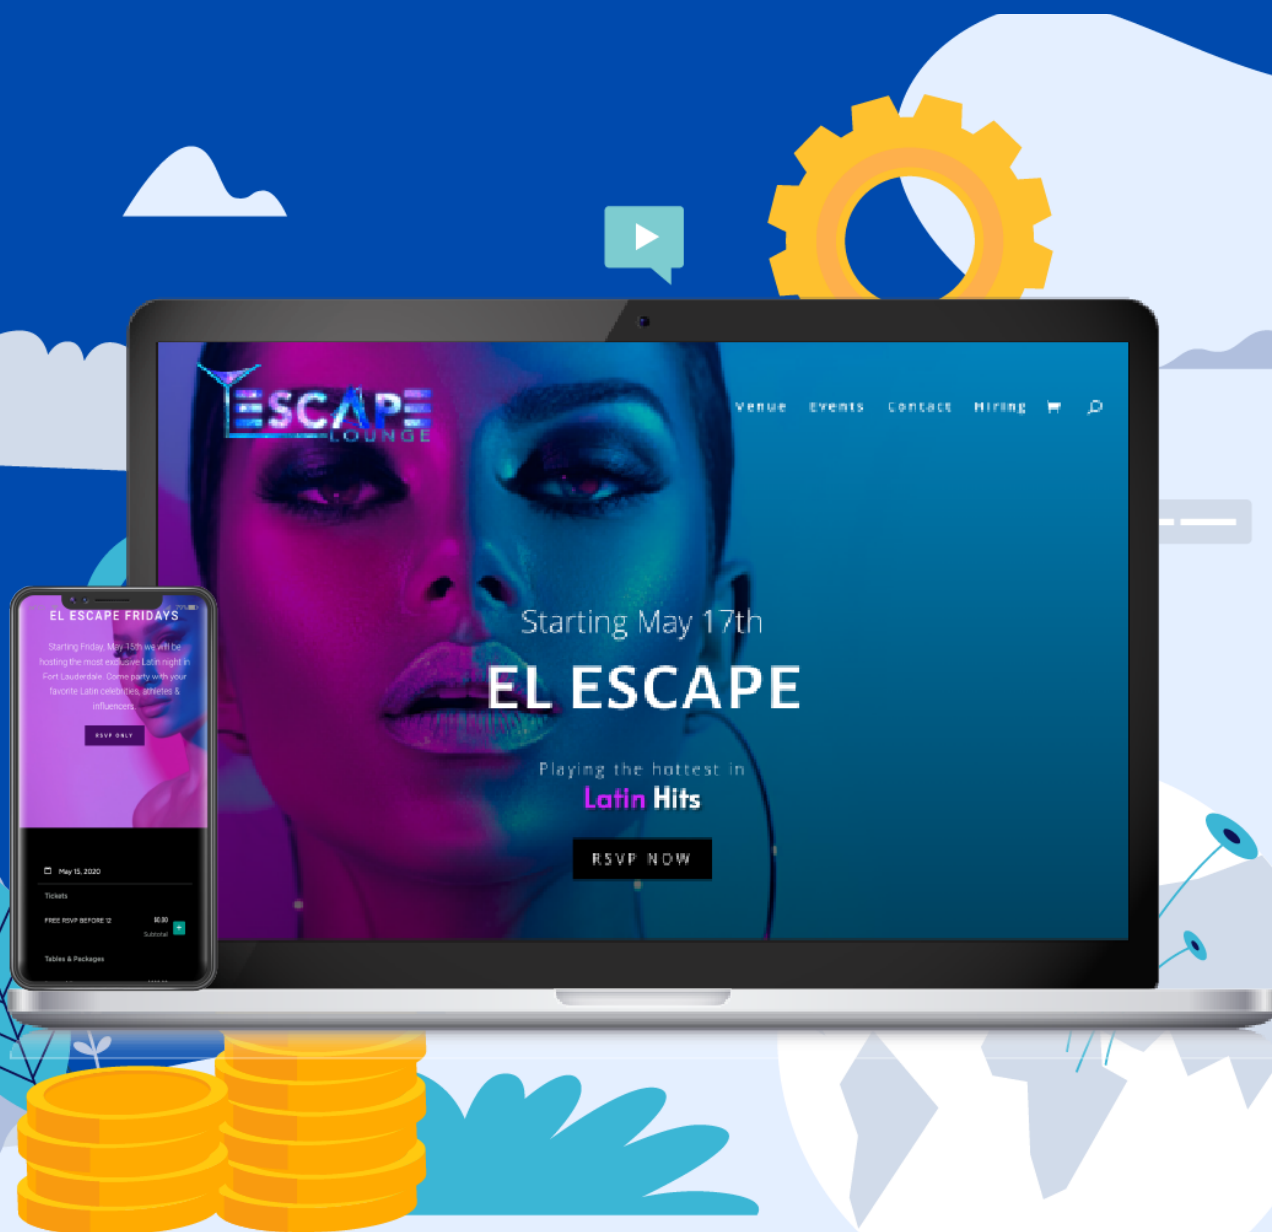 ESCAPE
LOUNGE
Venue Events Contact Hiring
Starting May 17th
EL ESCAPE
Playing the hottest in
Latin Hits
RSVP NOW
EL ESCAPE FRIDAYS
Starting Friday, May 15th we will be
hosting the most exclusive Latin night in
Fort Lauderdale. Come party with your
favorite Latin celebrities, athletes &
influencers.
RSVP ONLY
May 15, 2020
Tickets
FREE RSVP BEFORE 12 $0.00
Subtotal
Tables & Packages